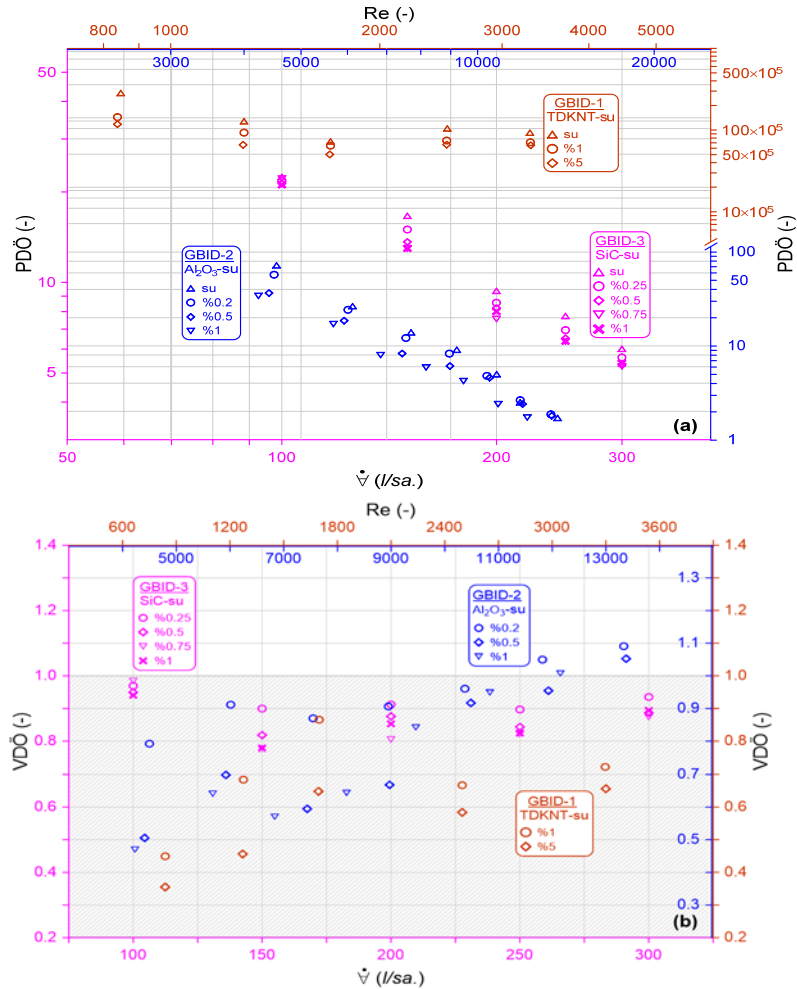 Re (-)
800 1000 2000 3000 4000 5000
3000 5000 10000 20000
50
10
5
PDÖ (-)
500×10⁵
100×10⁵
50×10⁵
10×10⁵
100
50
10
1
PDÖ (-)
GBID-1
TDKNT-su
su
%1
%5
GBID-2
Al₂O₃-su
su
%0.2
%0.5
%1
GBID-3
SiC-su
su
%0.25
%0.5
%0.75
%1
(a)
50 100 200 300
V̇ (l/sa.)
Re (-)
600 1200 1800 2400 3000 3600
5000 7000 9000 11000 13000
1.4
1.2
1.0
0.8
0.6
0.4
0.2
VDÖ (-)
1.3
1.1
0.9
0.7
0.5
0.3
1.4
1.2
1.0
0.8
0.6
0.4
0.2
VDÖ (-)
GBID-3
SiC-su
%0.25
%0.5
%0.75
%1
GBID-2
Al₂O₃-su
%0.2
%0.5
%1
GBID-1
TDKNT-su
%1
%5
(b)
100 150 200 250 300
V̇ (l/sa.)